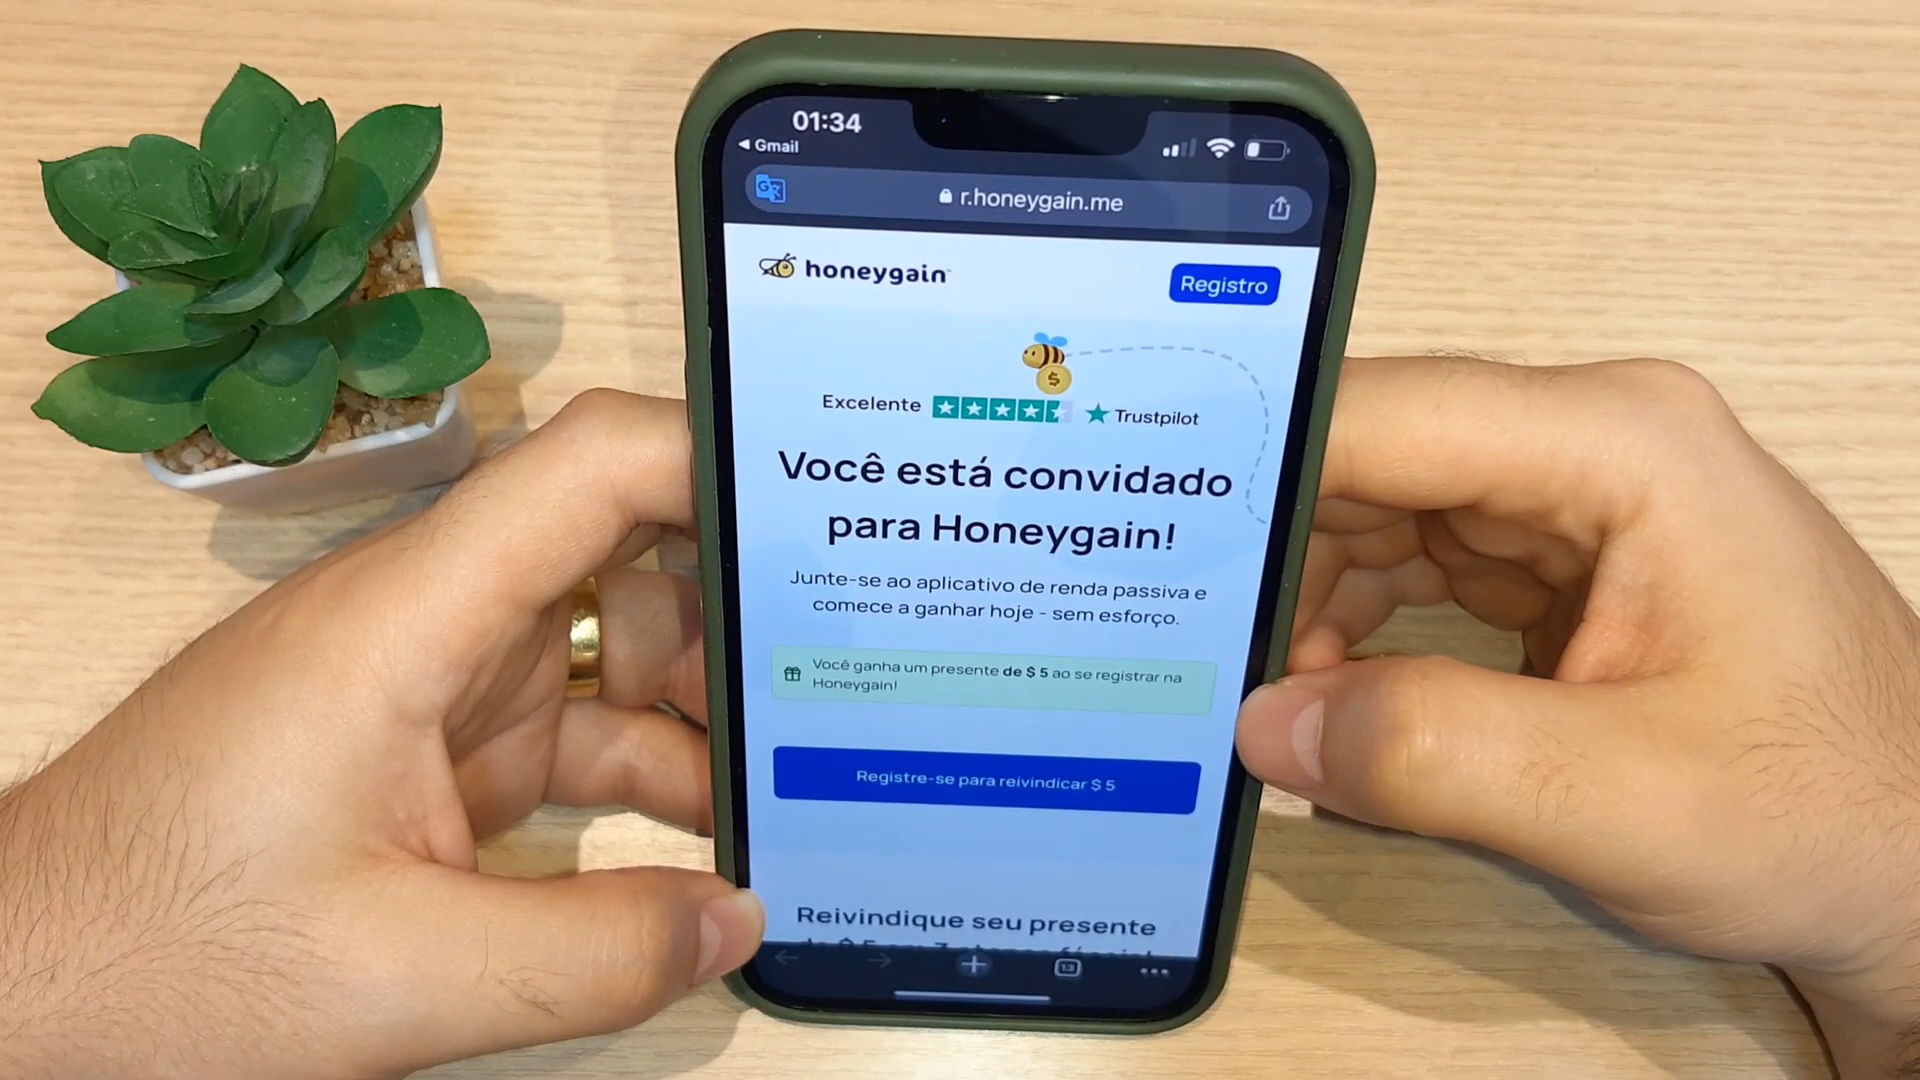 01:34
◀ Gmail
r.honeygain.me
honeygain
Registro
$
Excelente
Trustpilot
Você está convidado
para Honeygain!
Junte-se ao aplicativo de renda passiva e
comece a ganhar hoje - sem esforço.
Você ganha um presente de $ 5 ao se registrar na
Honeygain!
Registre-se para reivindicar $ 5
Reivindique seu presente
13